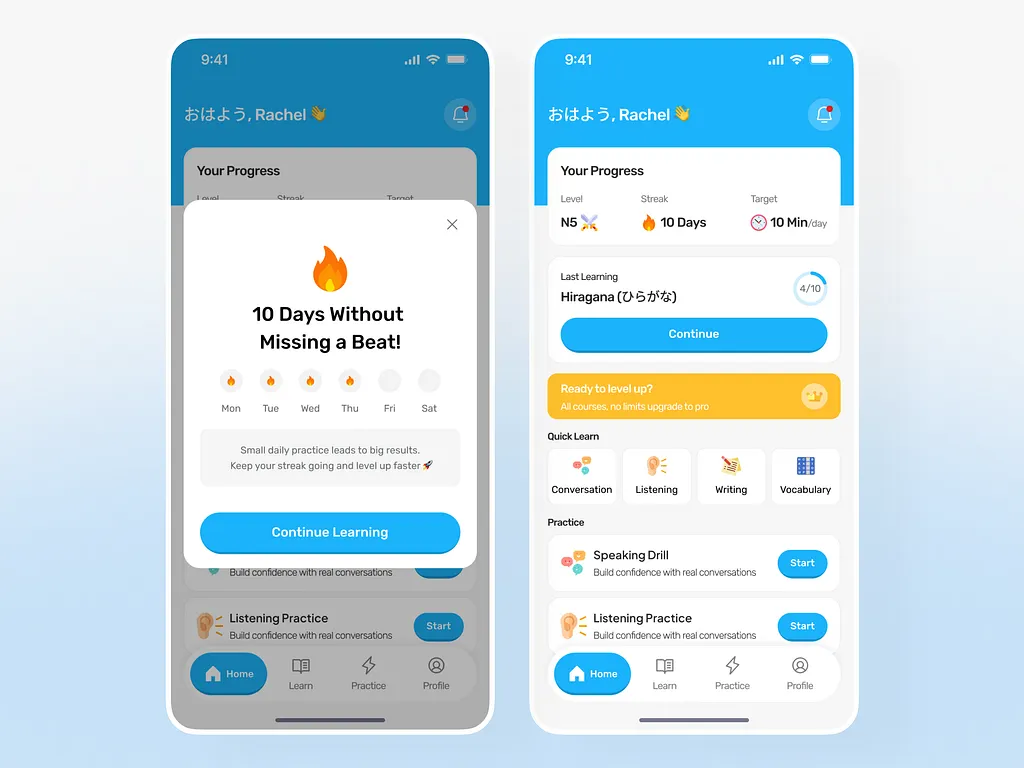 9:41
おはよう, Rachel 👋
Your Progress
Level Streak Target
10 Days Without
Missing a Beat!
Mon Tue Wed Thu Fri Sat
Small daily practice leads to big results.
Keep your streak going and level up faster 🚀
Continue Learning
Build confidence with real conversations
Listening Practice
Build confidence with real conversations
Start
Home Learn Practice Profile
9:41
おはよう, Rachel 👋
Your Progress
Level Streak Target
N5 10 Days 10 Min/day
Last Learning
Hiragana (ひらがな)
4/10
Continue
Ready to level up?
All courses. no limits upgrade to pro
Quick Learn
Conversation Listening Writing Vocabulary
Practice
Speaking Drill
Build confidence with real conversations
Start
Listening Practice
Build confidence with real conversations
Start
Home Learn Practice Profile